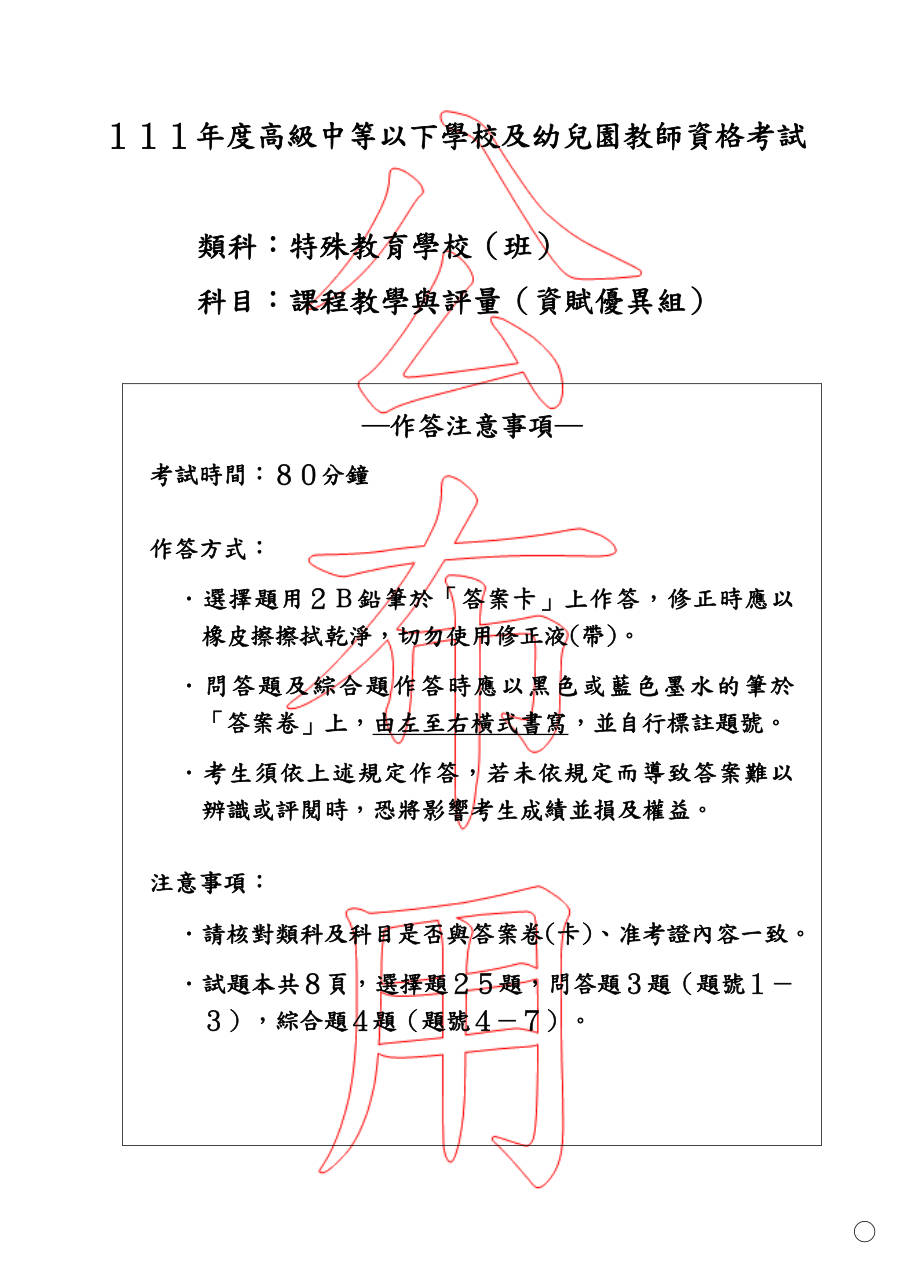 １１１年度高級中等以下學校及幼兒園教師資格考試
類科：特殊教育學校（班）
科目：課程教學與評量（資賦優異組）
—作答注意事項—
考試時間：８０分鐘
作答方式：
．選擇題用２Ｂ鉛筆於「答案卡」上作答，修正時應以
橡皮擦擦拭乾淨，切勿使用修正液(帶)。
．問答題及綜合題作答時應以黑色或藍色墨水的筆於
「答案卷」上，由左至右橫式書寫，並自行標註題號。
．考生須依上述規定作答，若未依規定而導致答案難以
辨識或評閱時，恐將影響考生成績並損及權益。
注意事項：
．請核對類科及科目是否與答案卷(卡)、准考證內容一致。
．試題本共８頁，選擇題２５題，問答題３題（題號１－
３），綜合題４題（題號４－７）。
公布用